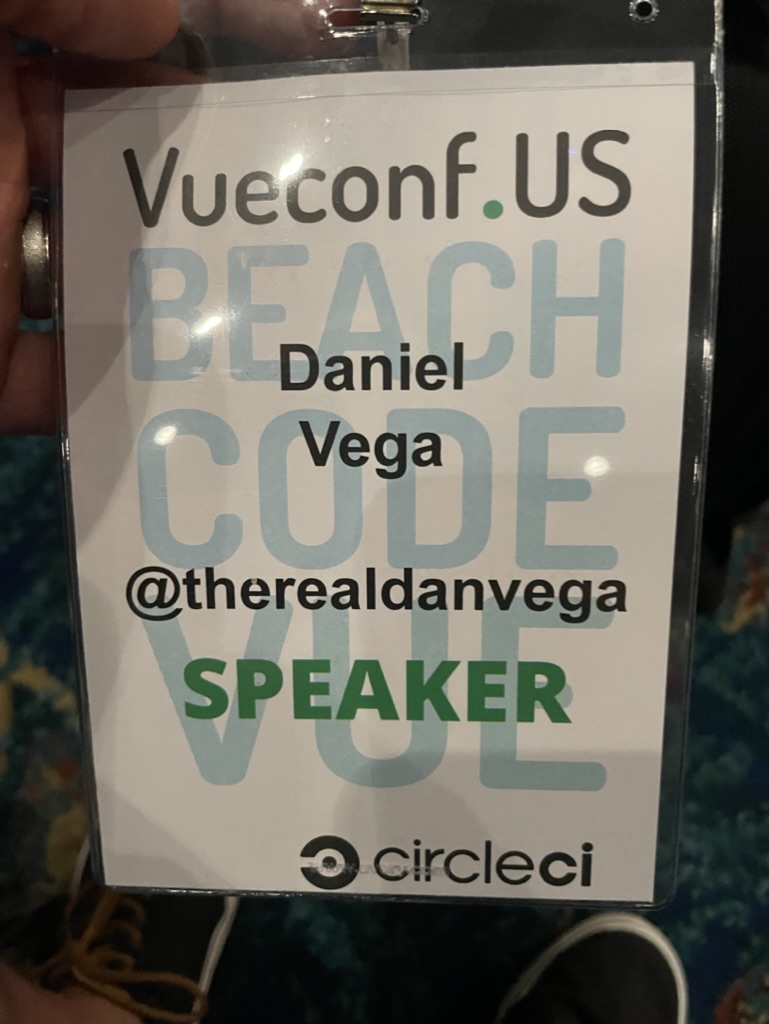 Vueconf.US
BEACH
Daniel
CODE
Vega
@therealdanvega
VUE
SPEAKER
circleci